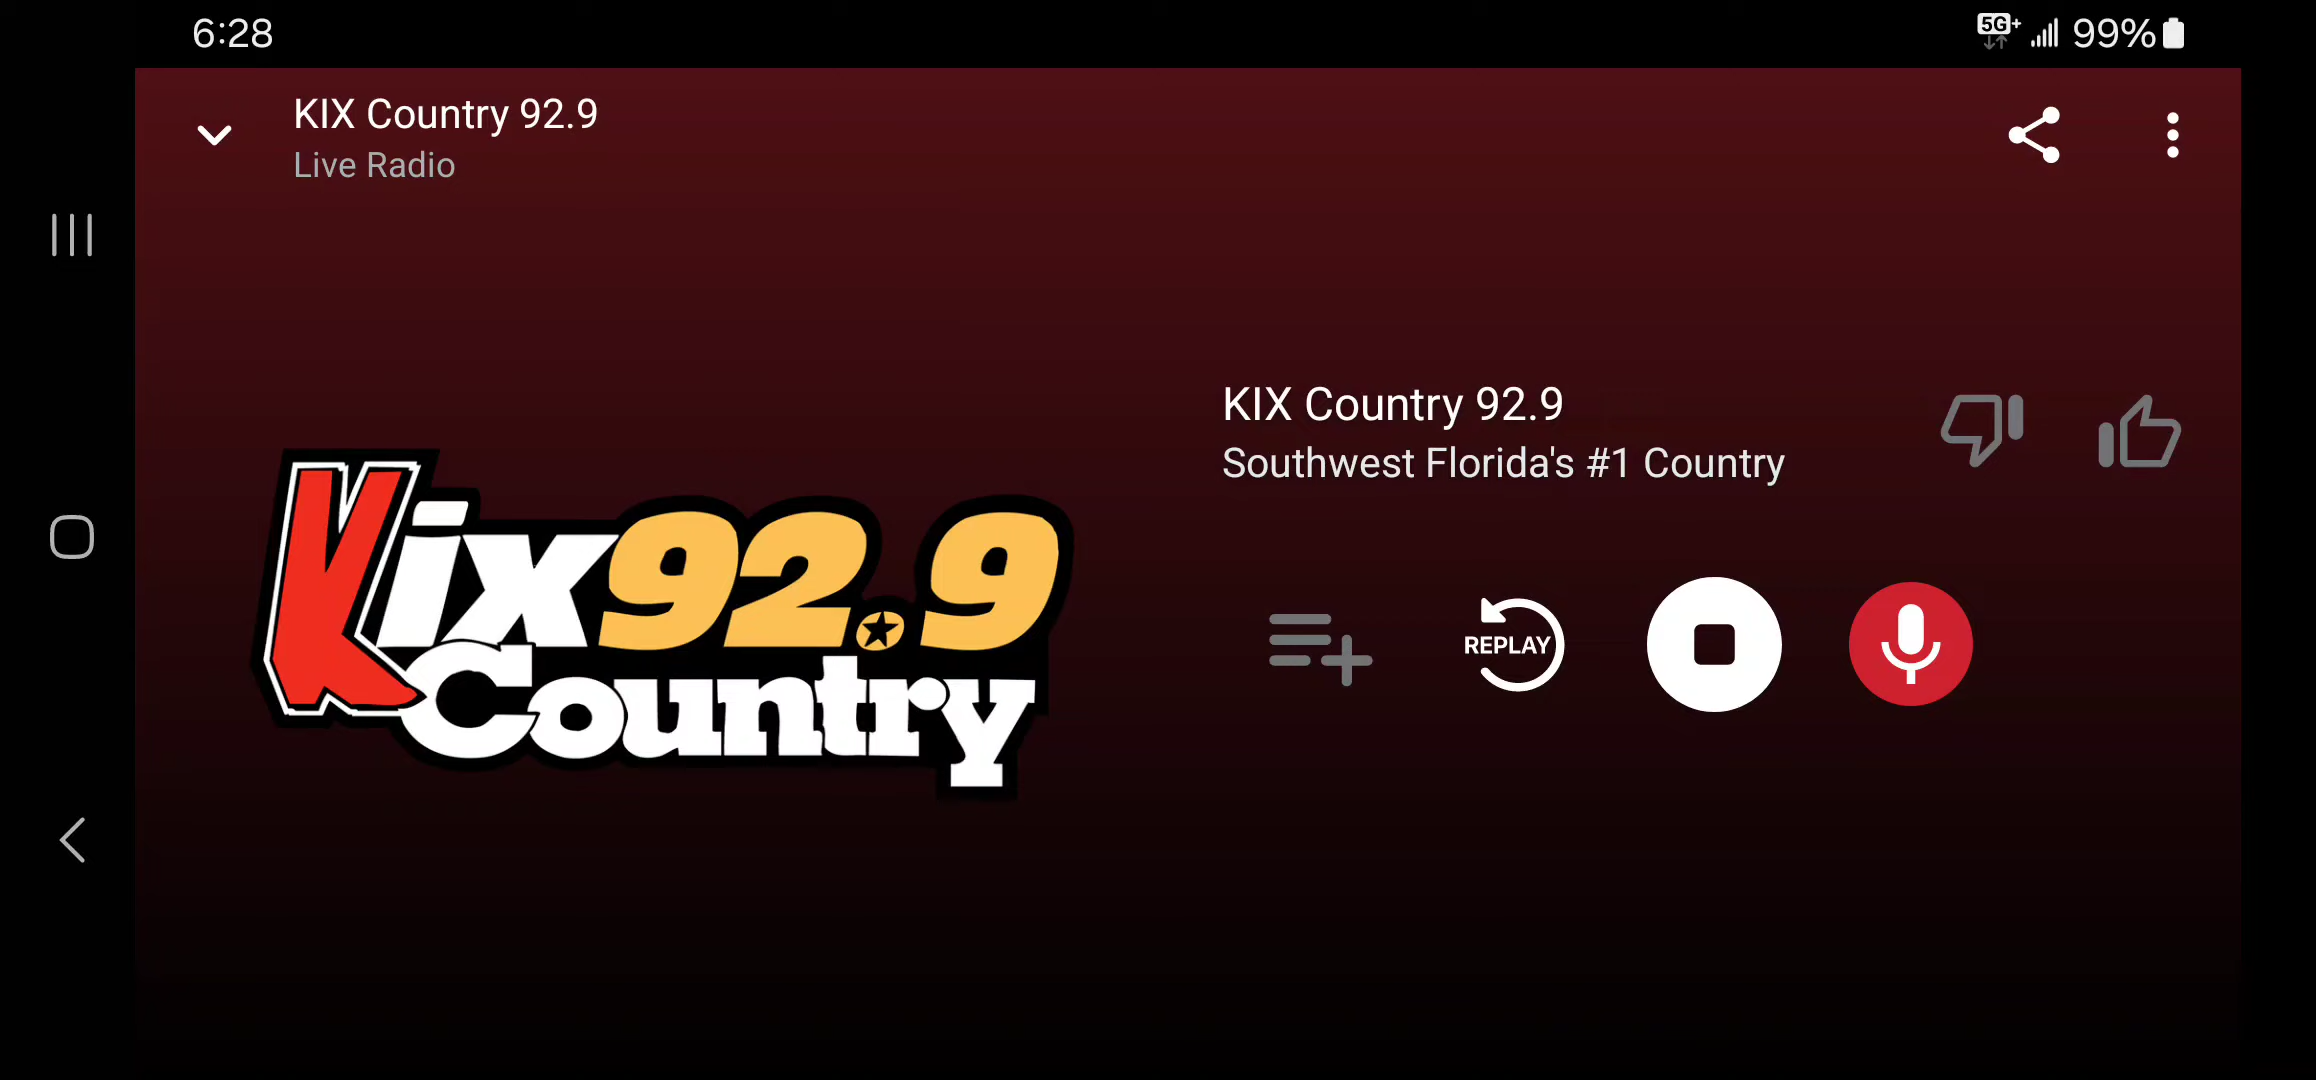 6:28
5G+ 99%
KIX Country 92.9
Live Radio
KIX Country 92.9
Southwest Florida's #1 Country
Kix 92.9
Country
REPLAY